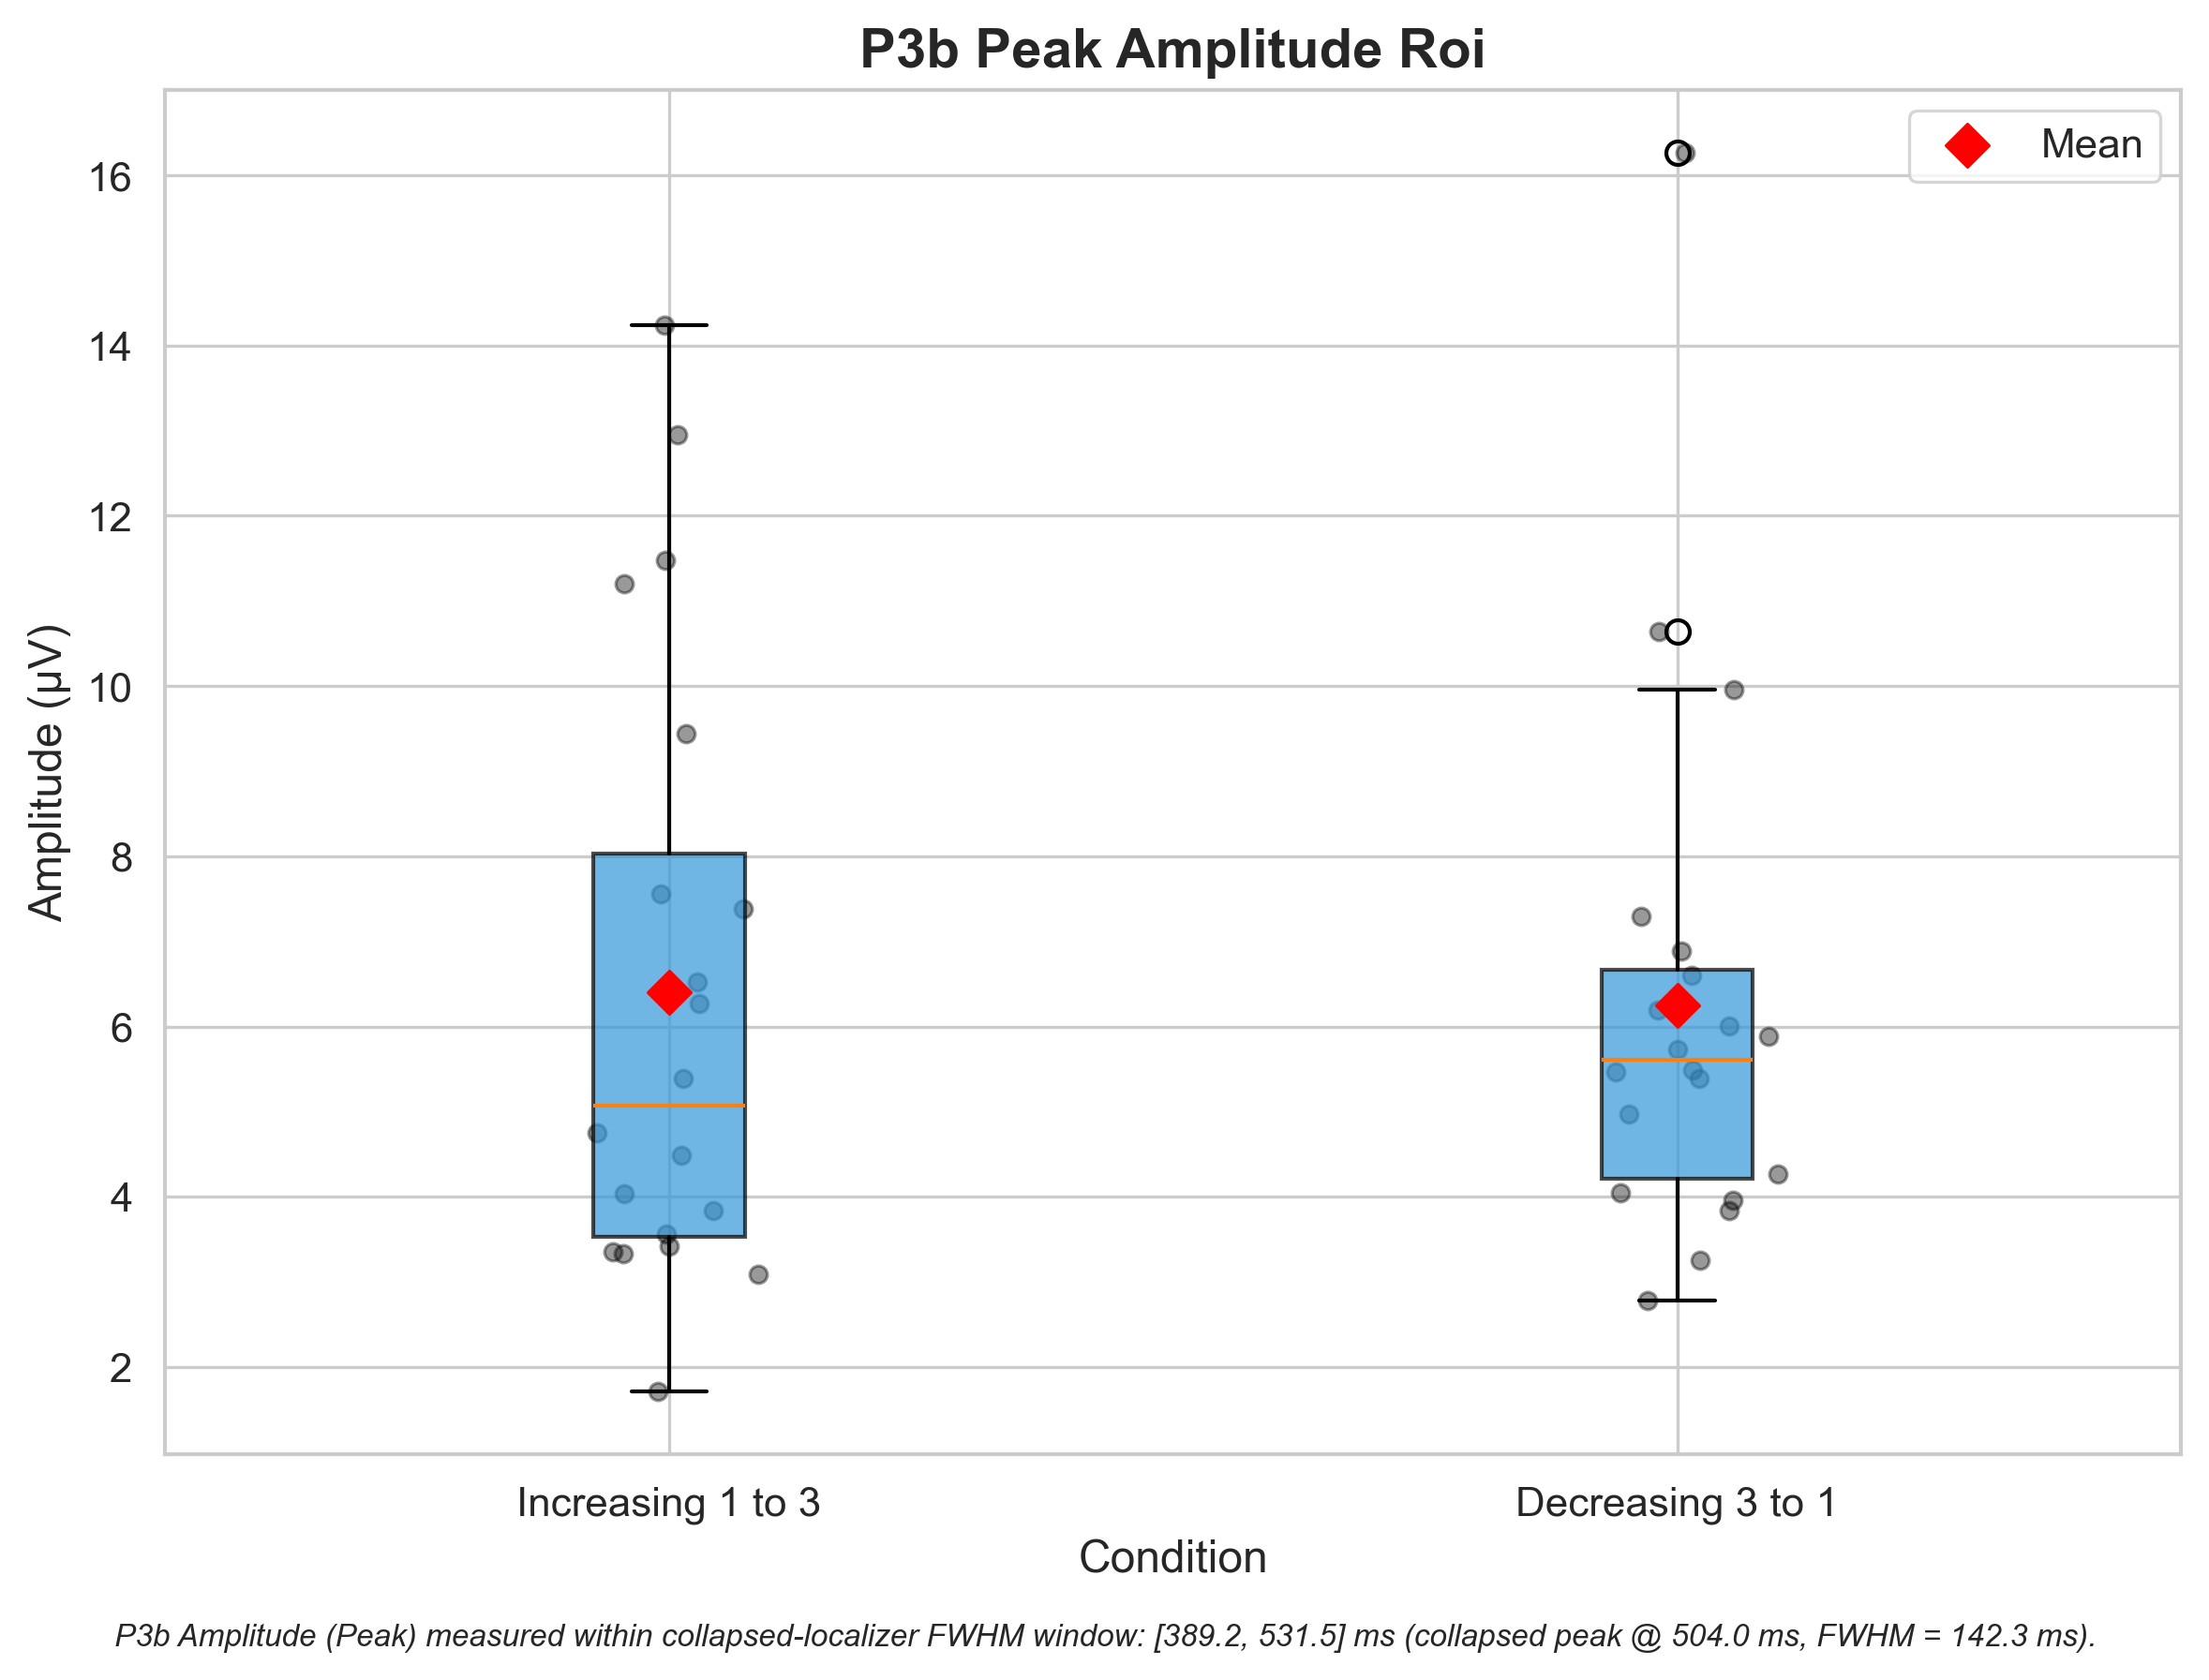 P3b Peak Amplitude Roi
Mean
16
14
12
10
8
6
4
2
Amplitude (μV)
Increasing 1 to 3
Decreasing 3 to 1
Condition
P3b Amplitude (Peak) measured within collapsed-localizer FWHM window: [389.2, 531.5] ms (collapsed peak @ 504.0 ms, FWHM = 142.3 ms).